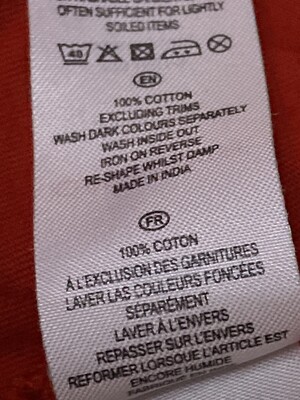 OFTEN SUFFICIENT FOR LIGHTLY
SOILED ITEMS
40
EN
100% COTTON
EXCLUDING TRIMS
WASH DARK COLOURS SEPARATELY
WASH INSIDE OUT
IRON ON REVERSE
RE-SHAPE WHILST DAMP
MADE IN INDIA
FR
100% COTON
À L'EXCLUSION DES GARNITURES
LAVER LAS COULEURS FONCÉES
SÉPARÉMENT
LAVER À L'ENVERS
REPASSER SUR L'ENVERS
REFORMER LORSQUE L'ARTICLE EST
ENCORE HUMIDE